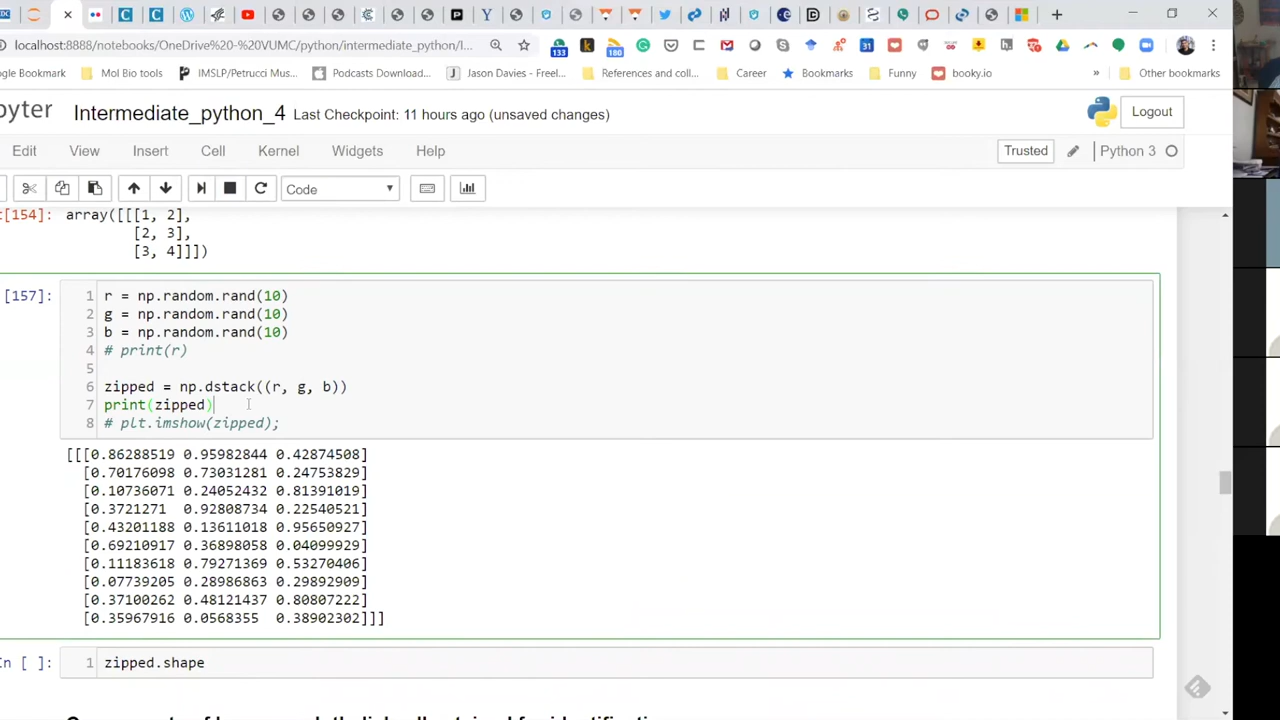 localhost:8888/notebooks/OneDrive%20-%20VUMC/python/intermediate_python/I...
133
180
31
Bookmark
Mol Bio tools
IMSLP/Petrucci Mus...
Podcasts Download...
Jason Davies - Freel...
References and coll...
Career
Bookmarks
Funny
booky.io
»
Other bookmarks
Intermediate_python_4 Last Checkpoint: 11 hours ago (unsaved changes)
Logout
Edit
View
Insert
Cell
Kernel
Widgets
Help
Trusted
Python 3
Code
t[154]: array([[[1, 2],
[2, 3],
[3, 4]]])
[157]:
1 r = np.random.rand(10)
2 g = np.random.rand(10)
3 b = np.random.rand(10)
4 # print(r)
5
6 zipped = np.dstack((r, g, b))
7 print(zipped)
8 # plt.imshow(zipped);
[[[0.86288519 0.95982844 0.42874508]
[0.70176098 0.73031281 0.24753829]
[0.10736071 0.24052432 0.81391019]
[0.3721271  0.92808734 0.22540521]
[0.43201188 0.13611018 0.95650927]
[0.69210917 0.36898058 0.04099929]
[0.11183618 0.79271369 0.53270406]
[0.07739205 0.28986863 0.29892909]
[0.37100262 0.48121437 0.80807222]
[0.35967916 0.0568355  0.38902302]]]
n [ ]: 1 zipped.shape